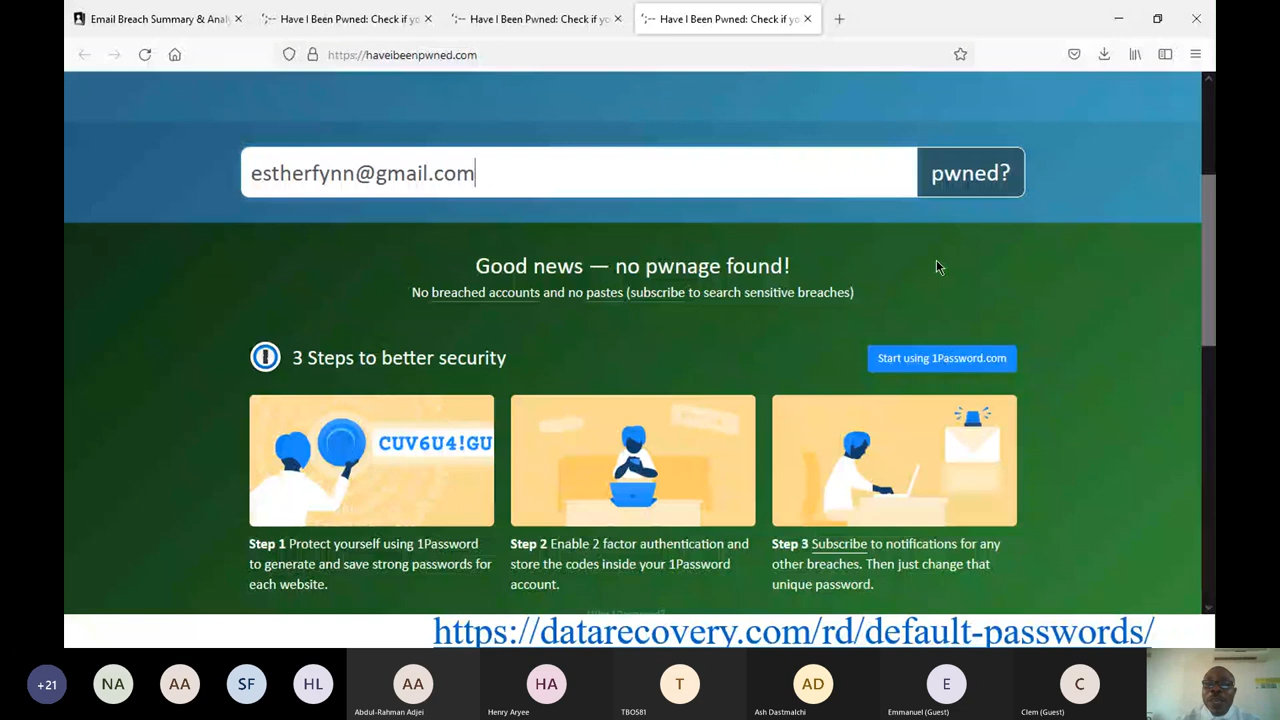 Email Breach Summary & Anal
Have I Been Pwned: Check if yo
Have I Been Pwned: Check if yo
Have I Been Pwned: Check if yo
https://haveibeenpwned.com
estherfynn@gmail.com
pwned?
Good news — no pwnage found!
No breached accounts and no pastes (subscribe to search sensitive breaches)
3 Steps to better security
Start using 1Password.com
CUV6U4!GU
Step 1 Protect yourself using 1Password
to generate and save strong passwords for
each website.
Step 2 Enable 2 factor authentication and
store the codes inside your 1Password
account.
Step 3 Subscribe to notifications for any
other breaches. Then just change that
unique password.
https://datarecovery.com/rd/default-passwords/
+21
NA
AA
SF
HL
AA
HA
T
AD
E
C
Abdul-Rahman Adjei
Henry Aryee
TBO581
Ash Dastmalchi
Emmanuel (Guest)
Clem (Guest)